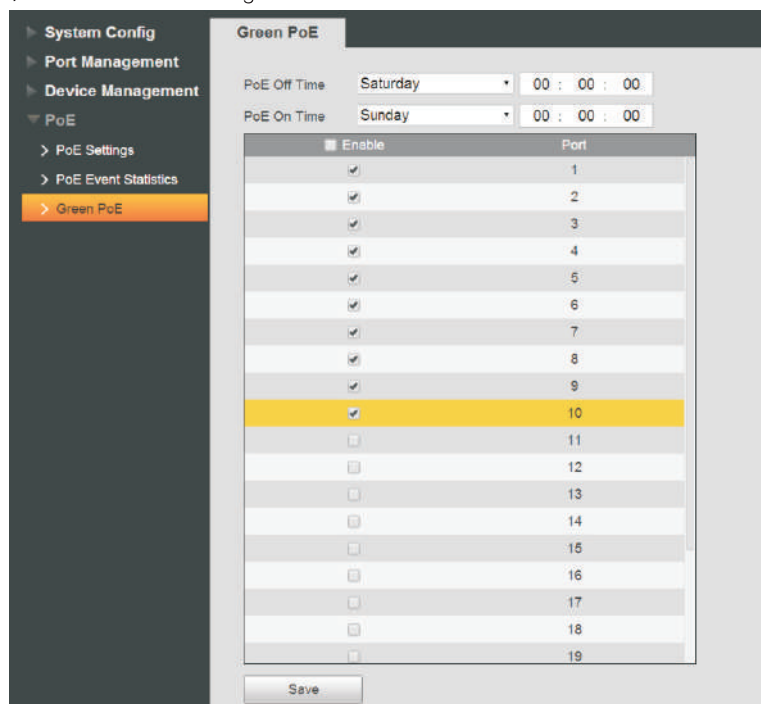 System Config
Port Management
Device Management
PoE
PoE Settings
PoE Event Statistics
Green PoE
Green PoE
PoE Off Time Saturday 00 : 00 : 00
PoE On Time Sunday 00 : 00 : 00
Enable Port
1
2
3
4
5
6
7
8
9
10
11
12
13
14
15
16
17
18
19
Save